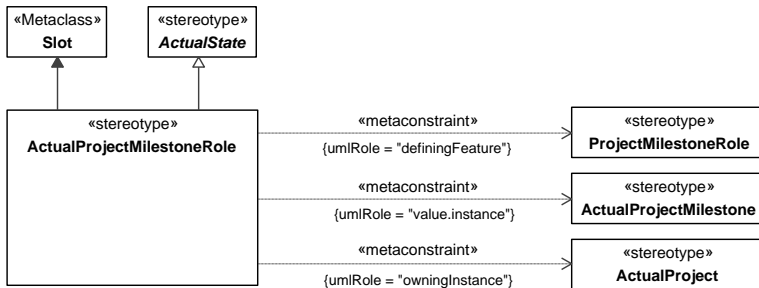 «Metaclass»
Slot
«stereotype»
ActualState
«stereotype»
ActualProjectMilestoneRole
«metaconstraint»
{umlRole = "definingFeature"}
«stereotype»
ProjectMilestoneRole
«metaconstraint»
{umlRole = "value.instance"}
«stereotype»
ActualProjectMilestone
«metaconstraint»
{umlRole = "owningInstance"}
«stereotype»
ActualProject